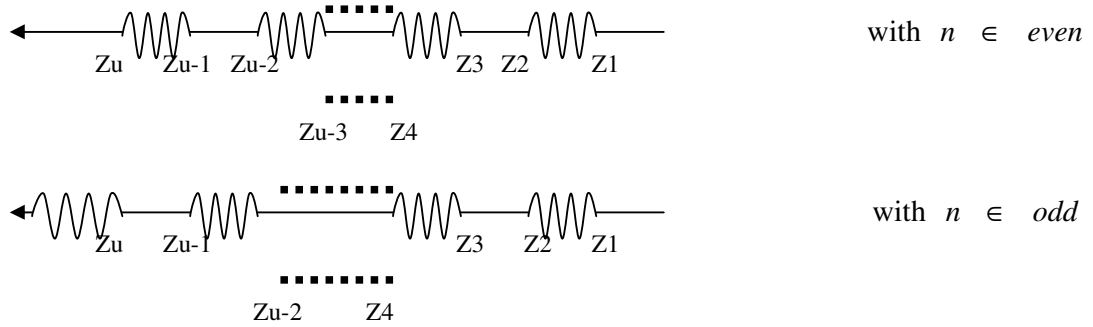 with n ∈ even
Zu Zu-1 Zu-2 Z3 Z2 Z1
Zu-3 Z4
with n ∈ odd
Zu Zu-1 Z3 Z2 Z1
Zu-2 Z4